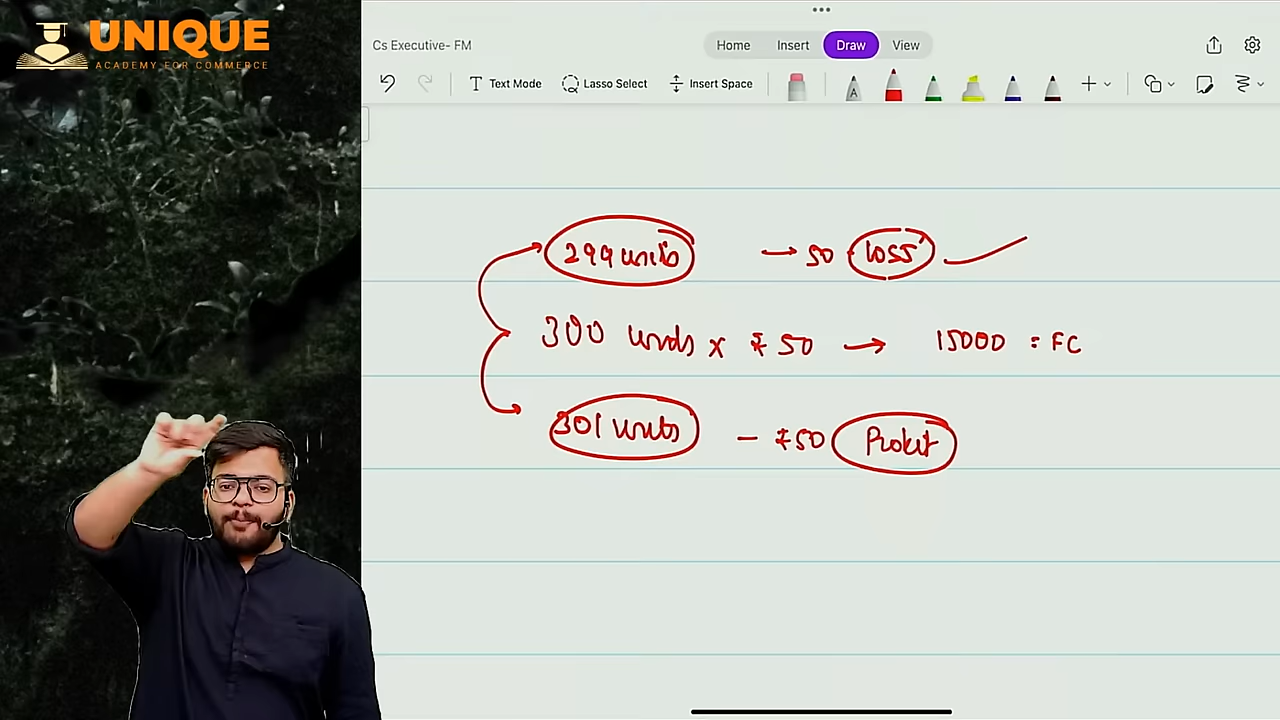 UNIQUE
ACADEMY FOR COMMERCE
Cs Executive- FM
Home Insert Draw View
Text Mode Lasso Select Insert Space
A
299 units → 50 loss
300 units x ₹50 → 15000 = FC
301 units - ₹50 Profit